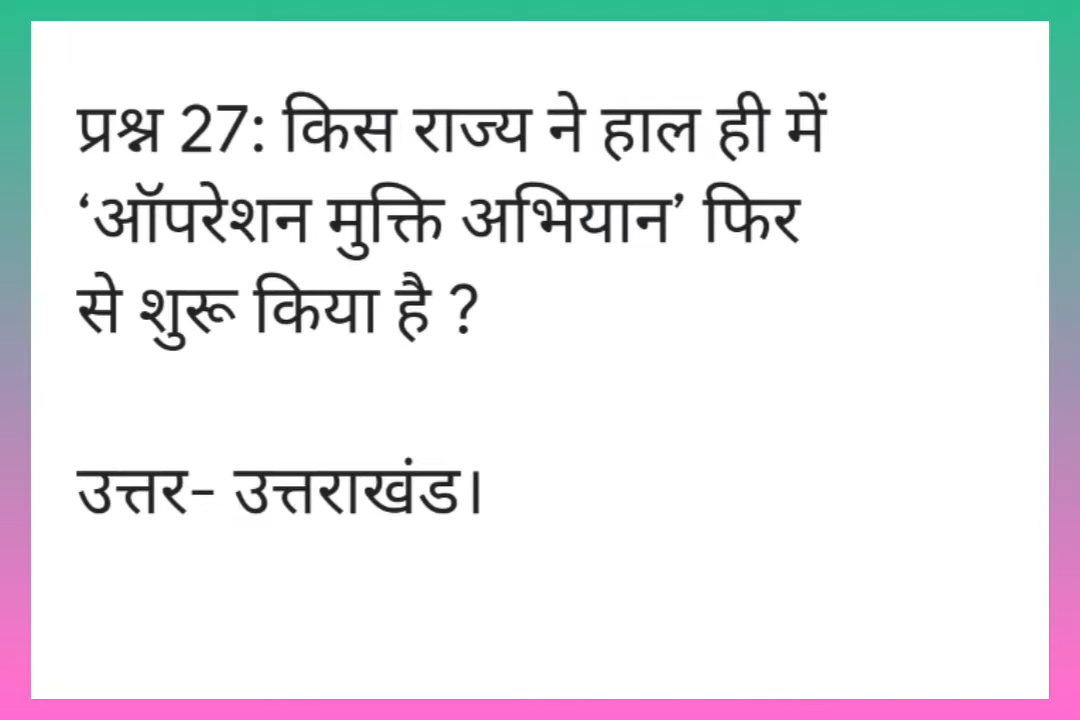 प्रश्न 27: किस राज्य ने हाल ही में
‘ऑपरेशन मुक्ति अभियान’ फिर
से शुरू किया है ?
उत्तर- उत्तराखंड।